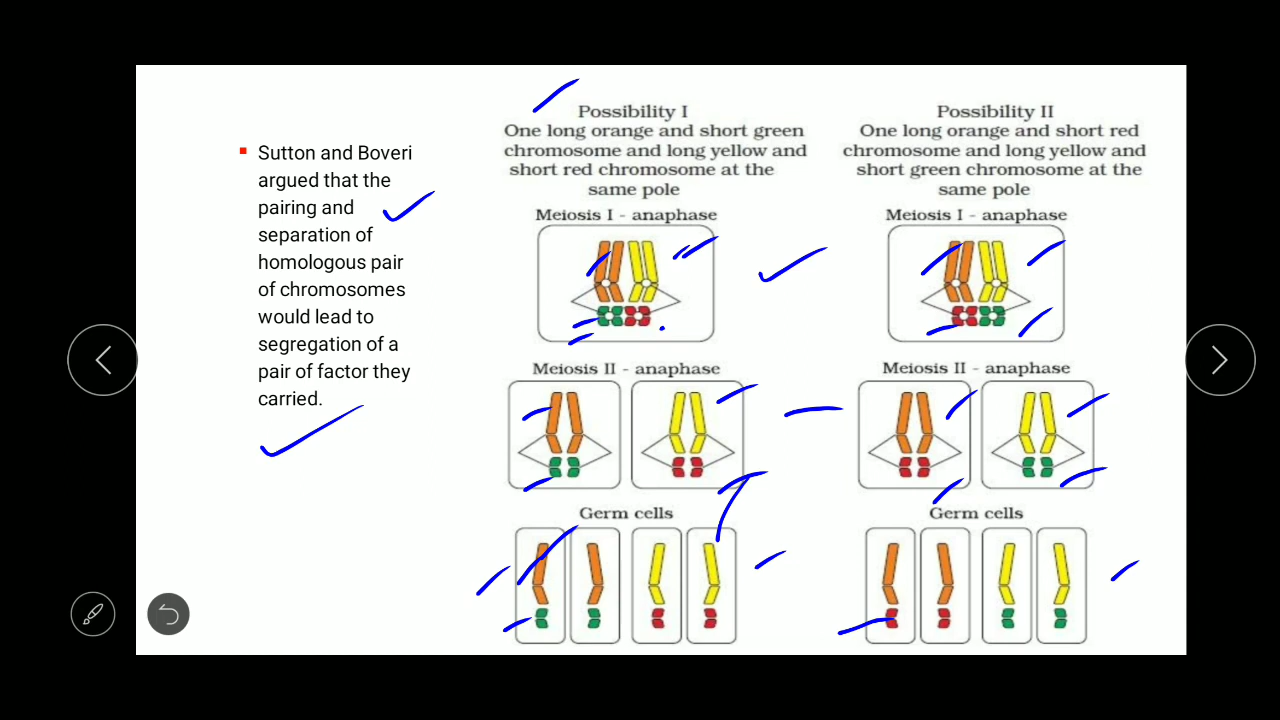 Sutton and Boveri
argued that the
pairing and
separation of
homologous pair
of chromosomes
would lead to
segregation of a
pair of factor they
carried.
Possibility I
One long orange and short green
chromosome and long yellow and
short red chromosome at the
same pole
Meiosis I - anaphase
Meiosis II - anaphase
Germ cells
Possibility II
One long orange and short red
chromosome and long yellow and
short green chromosome at the
same pole
Meiosis I - anaphase
Meiosis II - anaphase
Germ cells